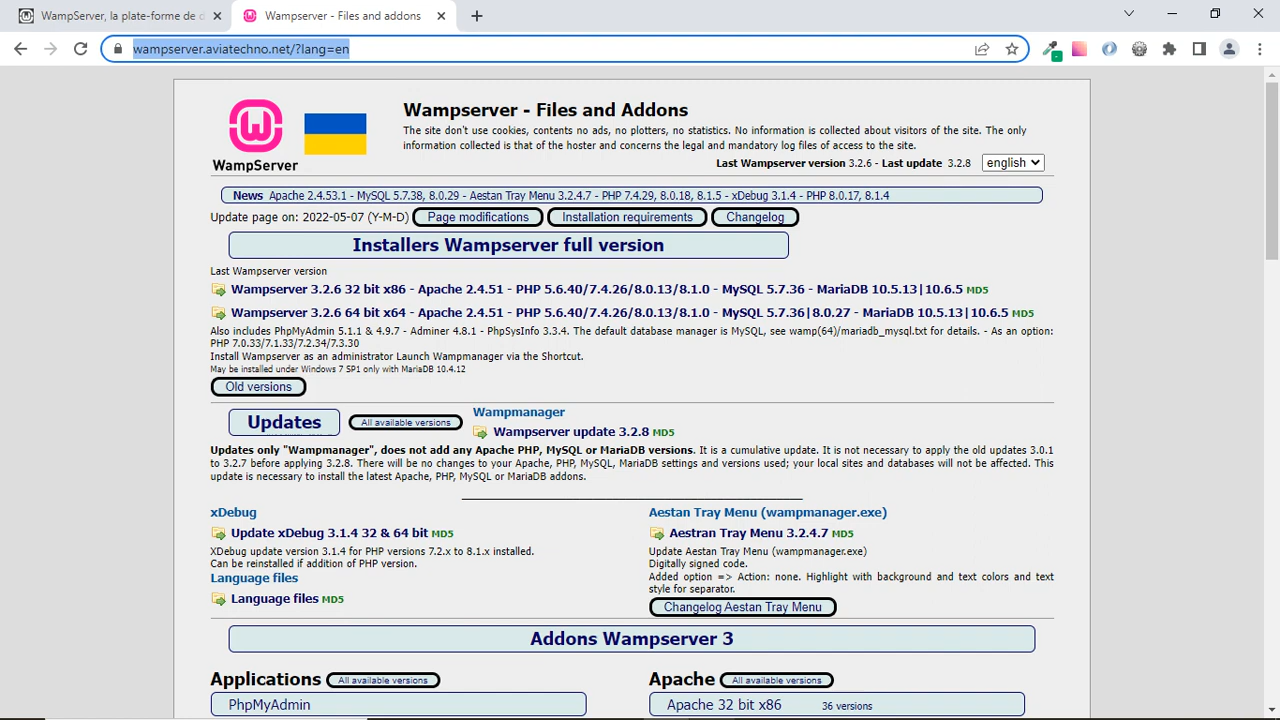 WampServer, la plate-forme de d
Wampserver - Files and addons
wampserver.aviatechno.net/?lang=en
WampServer
Wampserver - Files and Addons
The site don't use cookies, contents no ads, no plotters, no statistics. No information is collected about visitors of the site. The only
information collected is that of the hoster and concerns the legal and mandatory log files of access to the site.
Last Wampserver version 3.2.6 - Last update 3.2.8 english
News Apache 2.4.53.1 - MySQL 5.7.38, 8.0.29 - Aestan Tray Menu 3.2.4.7 - PHP 7.4.29, 8.0.18, 8.1.5 - xDebug 3.1.4 - PHP 8.0.17, 8.1.4
Update page on: 2022-05-07 (Y-M-D) Page modifications Installation requirements Changelog
Installers Wampserver full version
Last Wampserver version
Wampserver 3.2.6 32 bit x86 - Apache 2.4.51 - PHP 5.6.40/7.4.26/8.0.13/8.1.0 - MySQL 5.7.36 - MariaDB 10.5.13|10.6.5 MD5
Wampserver 3.2.6 64 bit x64 - Apache 2.4.51 - PHP 5.6.40/7.4.26/8.0.13/8.1.0 - MySQL 5.7.36|8.0.27 - MariaDB 10.5.13|10.6.5 MD5
Also includes PhpMyAdmin 5.1.1 & 4.9.7 - Adminer 4.8.1 - PhpSysInfo 3.3.4. The default database manager is MySQL, see wamp(64)/mariadb_mysql.txt for details. - As an option:
PHP 7.0.33/7.1.33/7.2.34/7.3.30
Install Wampserver as an administrator Launch Wampmanager via the Shortcut.
May be installed under Windows 7 SP1 only with MariaDB 10.4.12
Old versions
Updates All available versions
Wampmanager
Wampserver update 3.2.8 MD5
Updates only "Wampmanager", does not add any Apache PHP, MySQL or MariaDB versions. It is a cumulative update. It is not necessary to apply the old updates 3.0.1
to 3.2.7 before applying 3.2.8. There will be no changes to your Apache, PHP, MySQL, MariaDB settings and versions used; your local sites and databases will not be affected. This
update is necessary to install the latest Apache, PHP, MySQL or MariaDB addons.
xDebug
Update xDebug 3.1.4 32 & 64 bit MD5
XDebug update version 3.1.4 for PHP versions 7.2.x to 8.1.x installed.
Can be reinstalled if addition of PHP version.
Language files
Language files MD5
Aestan Tray Menu (wampmanager.exe)
Aestran Tray Menu 3.2.4.7 MD5
Update Aestan Tray Menu (wampmanager.exe)
Digitally signed code.
Added option => Action: none. Highlight with background and text colors and text
style for separator.
Changelog Aestan Tray Menu
Addons Wampserver 3
Applications All available versions
PhpMyAdmin
Apache All available versions
Apache 32 bit x86 36 versions